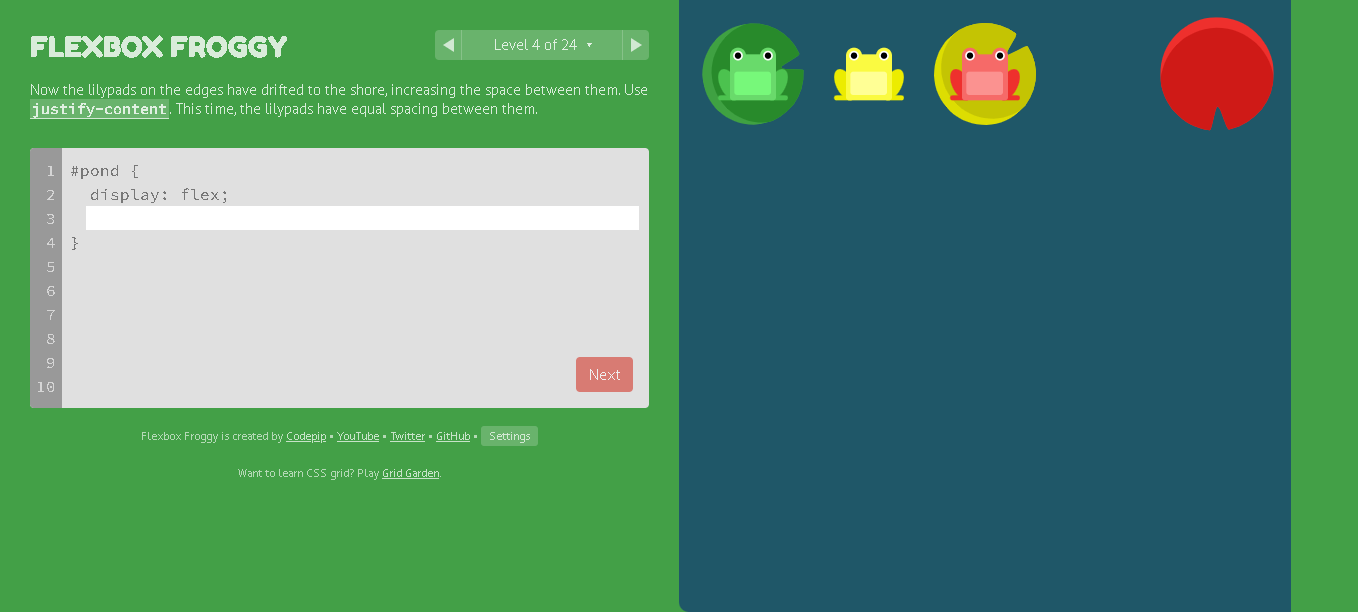 FLEXBOX FROGGY
◀ Level 4 of 24 ▾ ▶
Now the lilypads on the edges have drifted to the shore, increasing the space between them. Use
justify-content. This time, the lilypads have equal spacing between them.
1 #pond {
2 display: flex;
3
4 }
5
6
7
8
9
10
Next
Flexbox Froggy is created by Codepip • YouTube • Twitter • GitHub • Settings
Want to learn CSS grid? Play Grid Garden.